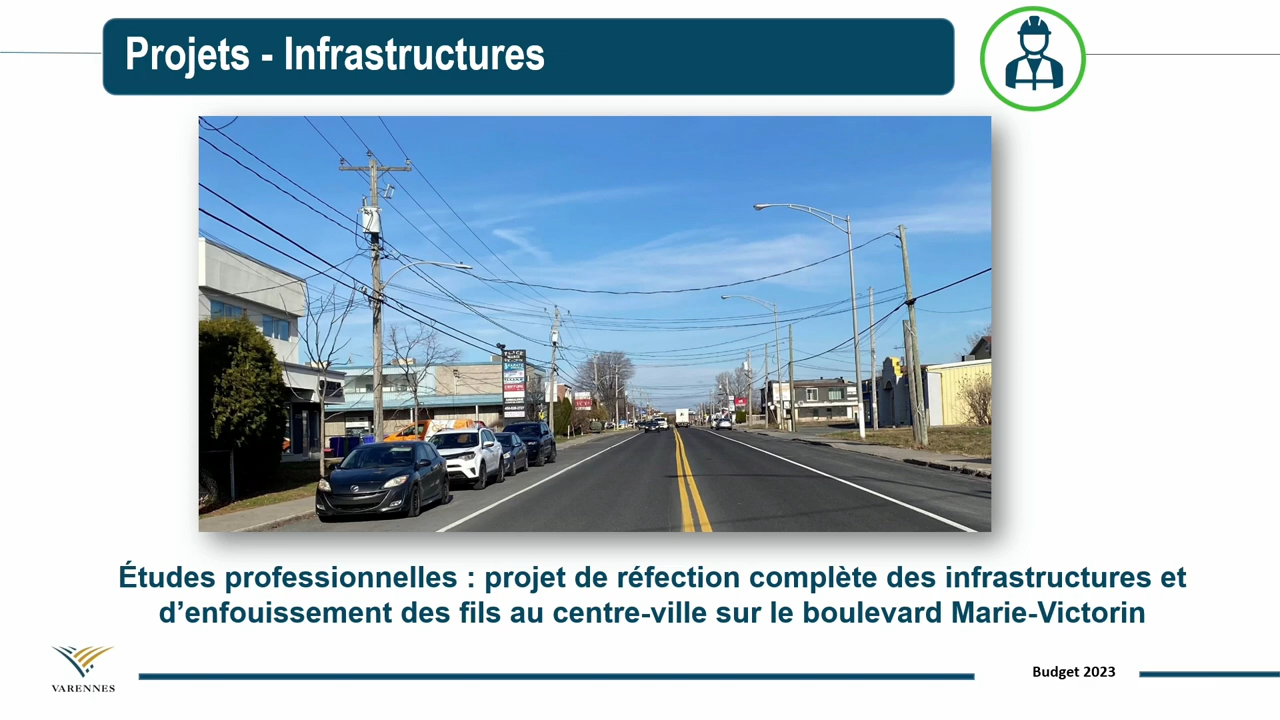 Projets - Infrastructures
Études professionnelles : projet de réfection complète des infrastructures et
d’enfouissement des fils au centre-ville sur le boulevard Marie-Victorin
VARENNES
Budget 2023